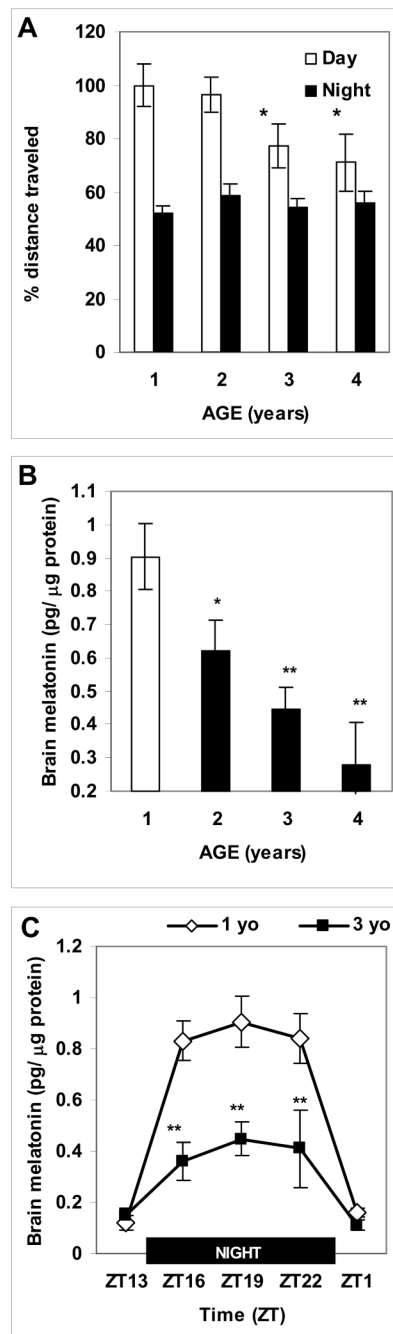 A
120
100
80
60
40
20
0
% distance traveled
Day
Night
*
*
1 2 3 4
AGE (years)
B
1.1
1
0.9
0.8
0.7
0.6
0.5
0.4
0.3
0.2
Brain melatonin (pg/ µg protein)
*
**
**
1 2 3 4
AGE (years)
C
1 yo 3 yo
1.2
1
0.8
0.6
0.4
0.2
0
Brain melatonin (pg/ µg protein)
** ** **
NIGHT
ZT13 ZT16 ZT19 ZT22 ZT1
Time (ZT)